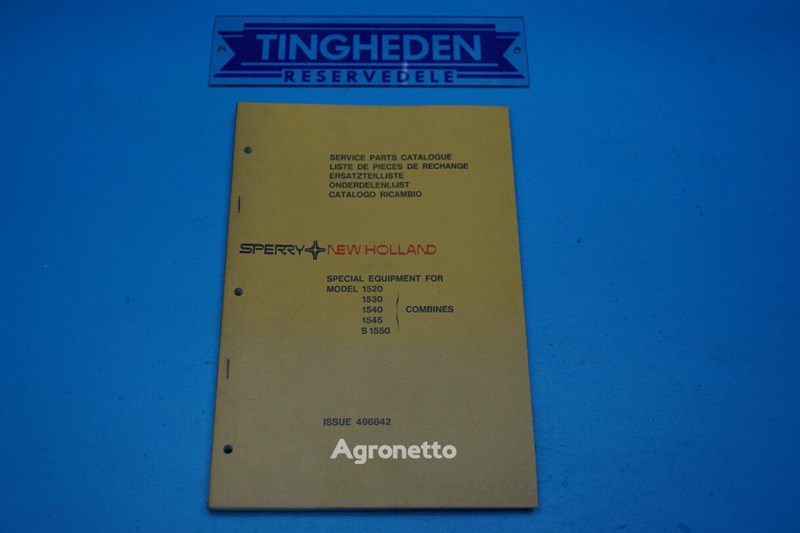 TINGHEDEN
RESERVEDELE
SERVICE PARTS CATALOGUE
LISTE DE PIECES DE RECHANGE
ERSATZTEILLISTE
ONDERDELENLIJST
CATALOGO RICAMBIO
SPERRY NEW HOLLAND
SPECIAL EQUIPMENT FOR
MODEL 1520
1530
1540 COMBINES
1545
S 1550
ISSUE 496842
Agronetto